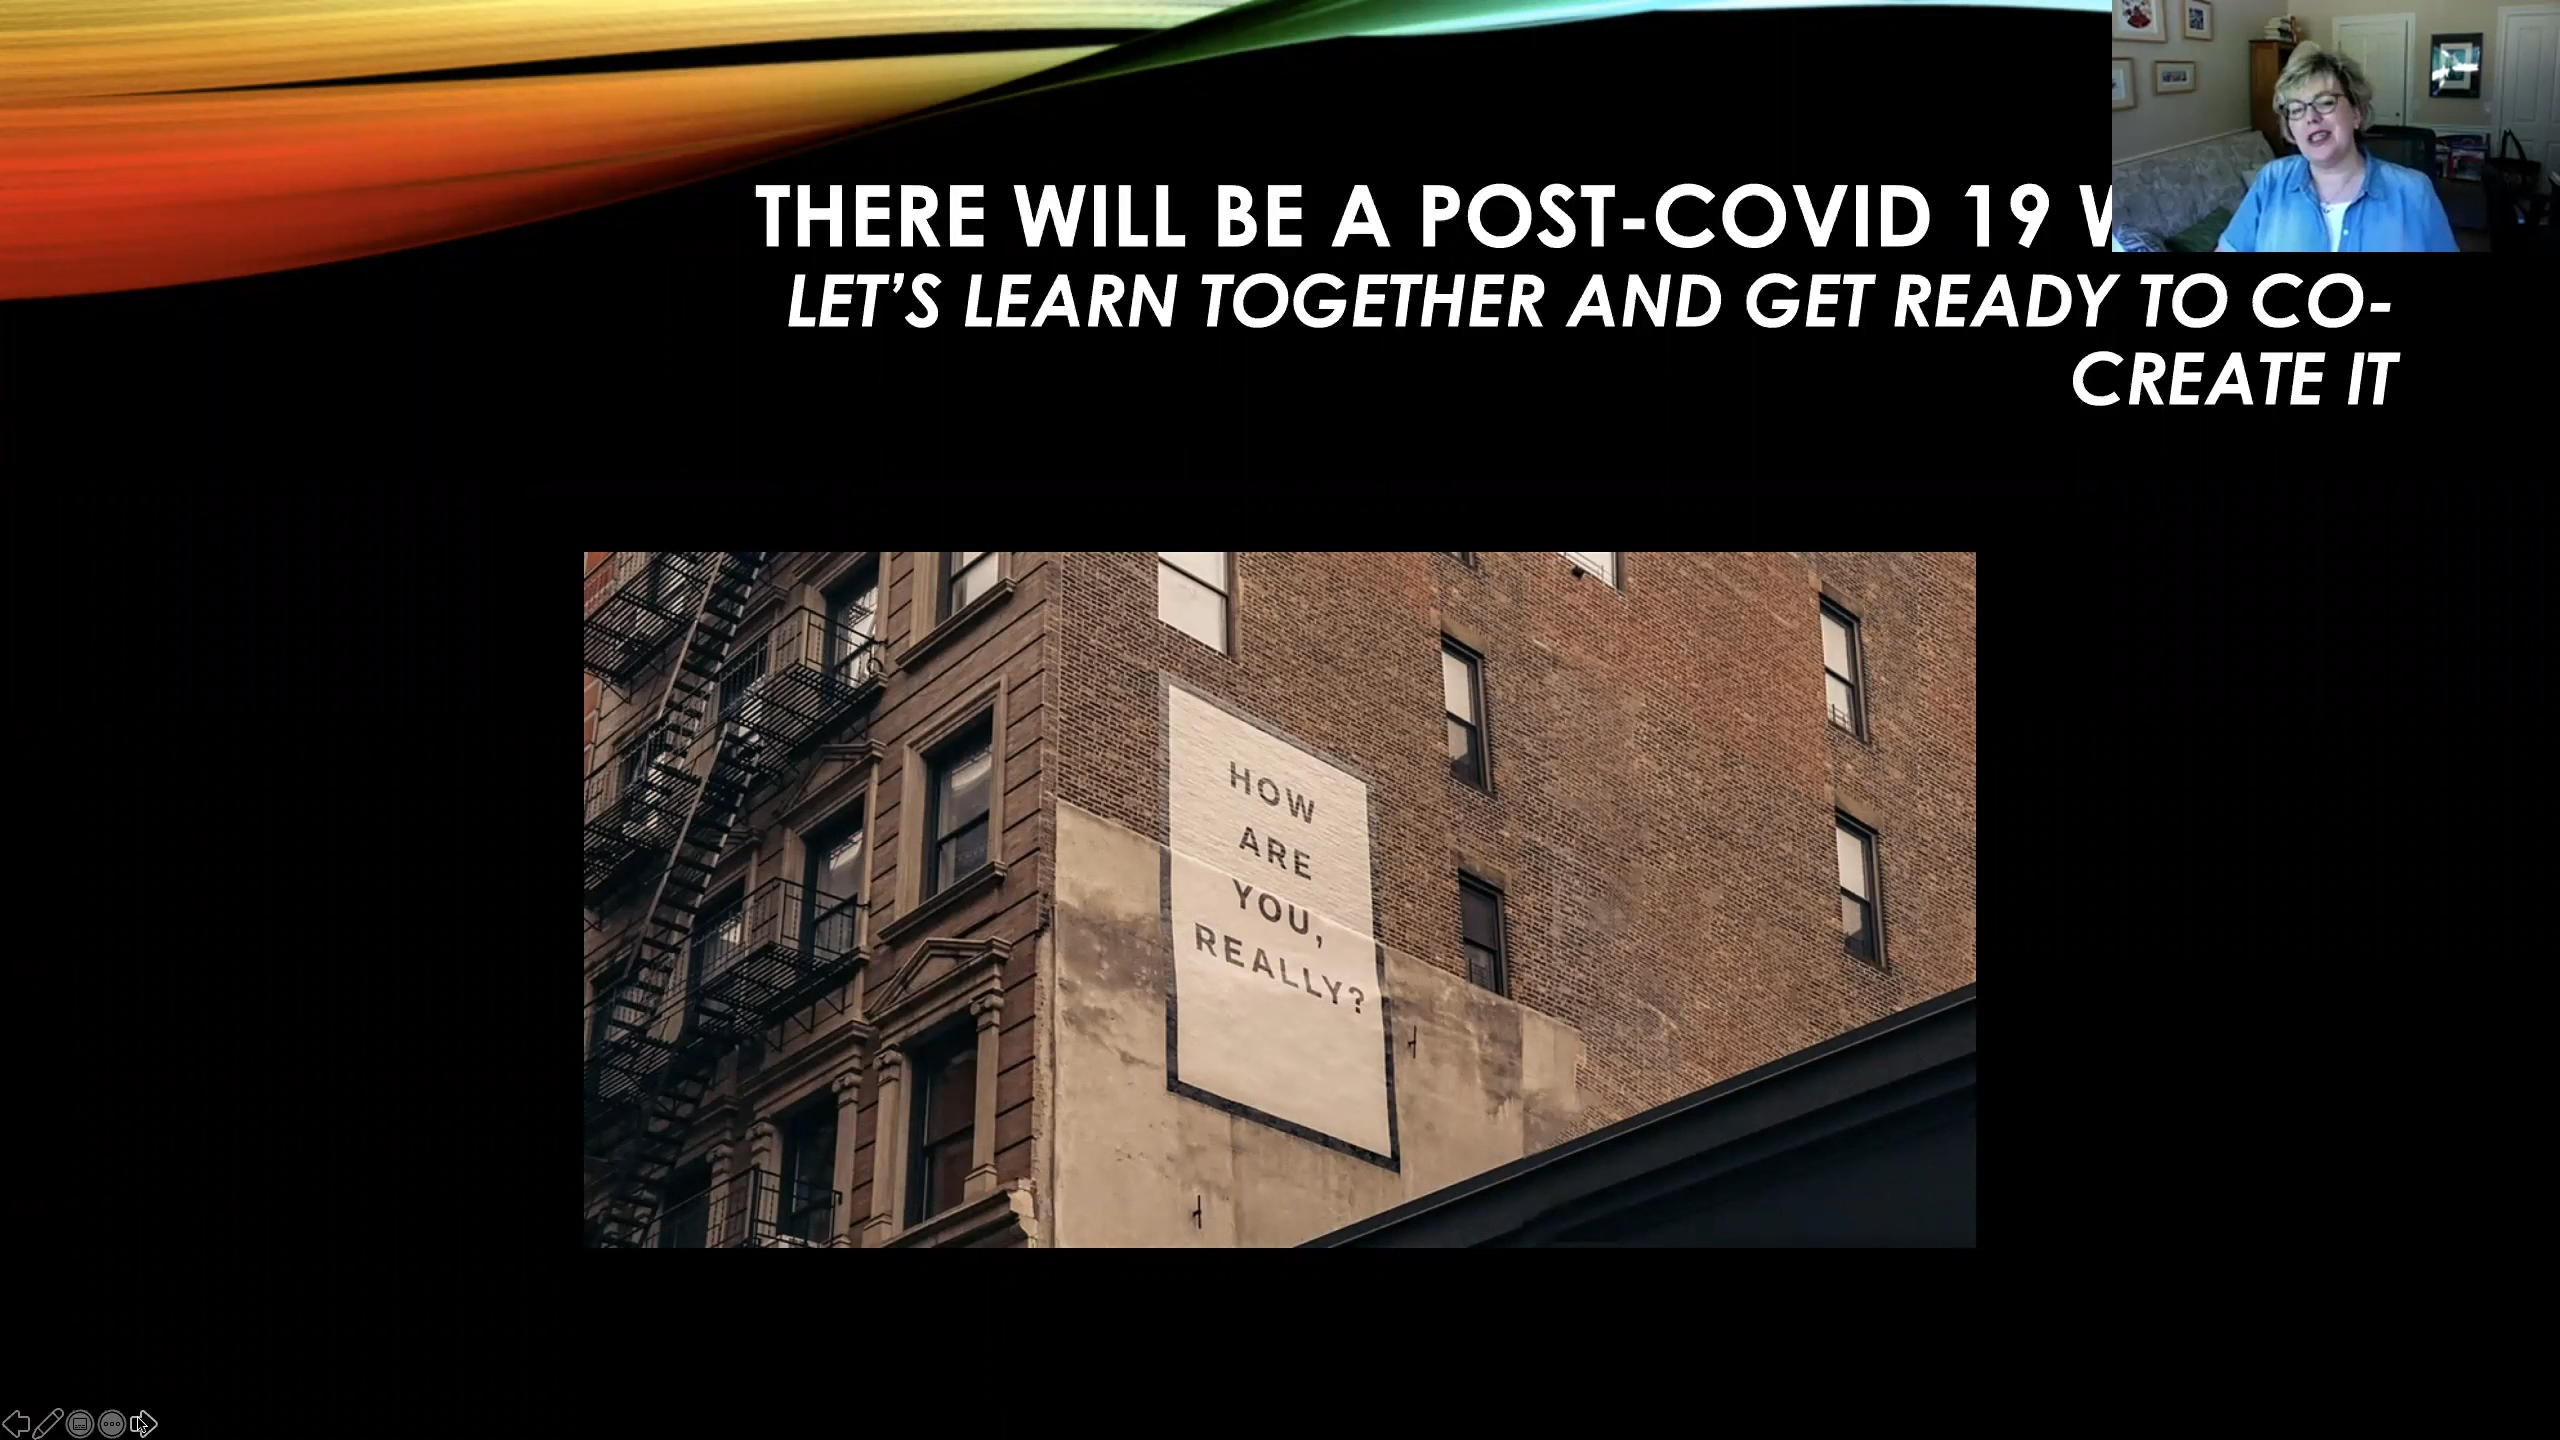 THERE WILL BE A POST-COVID 19
LET'S LEARN TOGETHER AND GET READY TO CO-
CREATE IT
HOW
ARE
YOU,
REALLY?